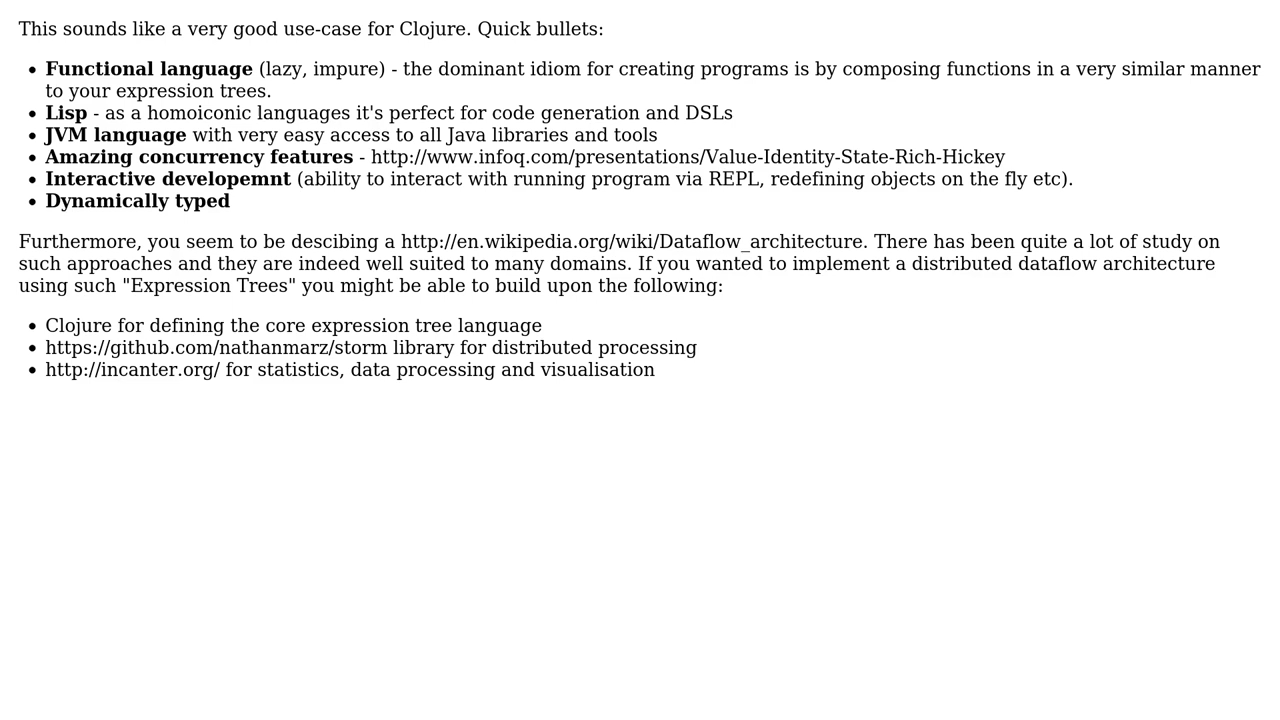 This sounds like a very good use-case for Clojure. Quick bullets:
• Functional language (lazy, impure) - the dominant idiom for creating programs is by composing functions in a very similar manner
to your expression trees.
• Lisp - as a homoiconic languages it's perfect for code generation and DSLs
• JVM language with very easy access to all Java libraries and tools
• Amazing concurrency features - http://www.infoq.com/presentations/Value-Identity-State-Rich-Hickey
• Interactive developemnt (ability to interact with running program via REPL, redefining objects on the fly etc).
• Dynamically typed
Furthermore, you seem to be descibing a http://en.wikipedia.org/wiki/Dataflow_architecture. There has been quite a lot of study on
such approaches and they are indeed well suited to many domains. If you wanted to implement a distributed dataflow architecture
using such "Expression Trees" you might be able to build upon the following:
• Clojure for defining the core expression tree language
• https://github.com/nathanmarz/storm library for distributed processing
• http://incanter.org/ for statistics, data processing and visualisation